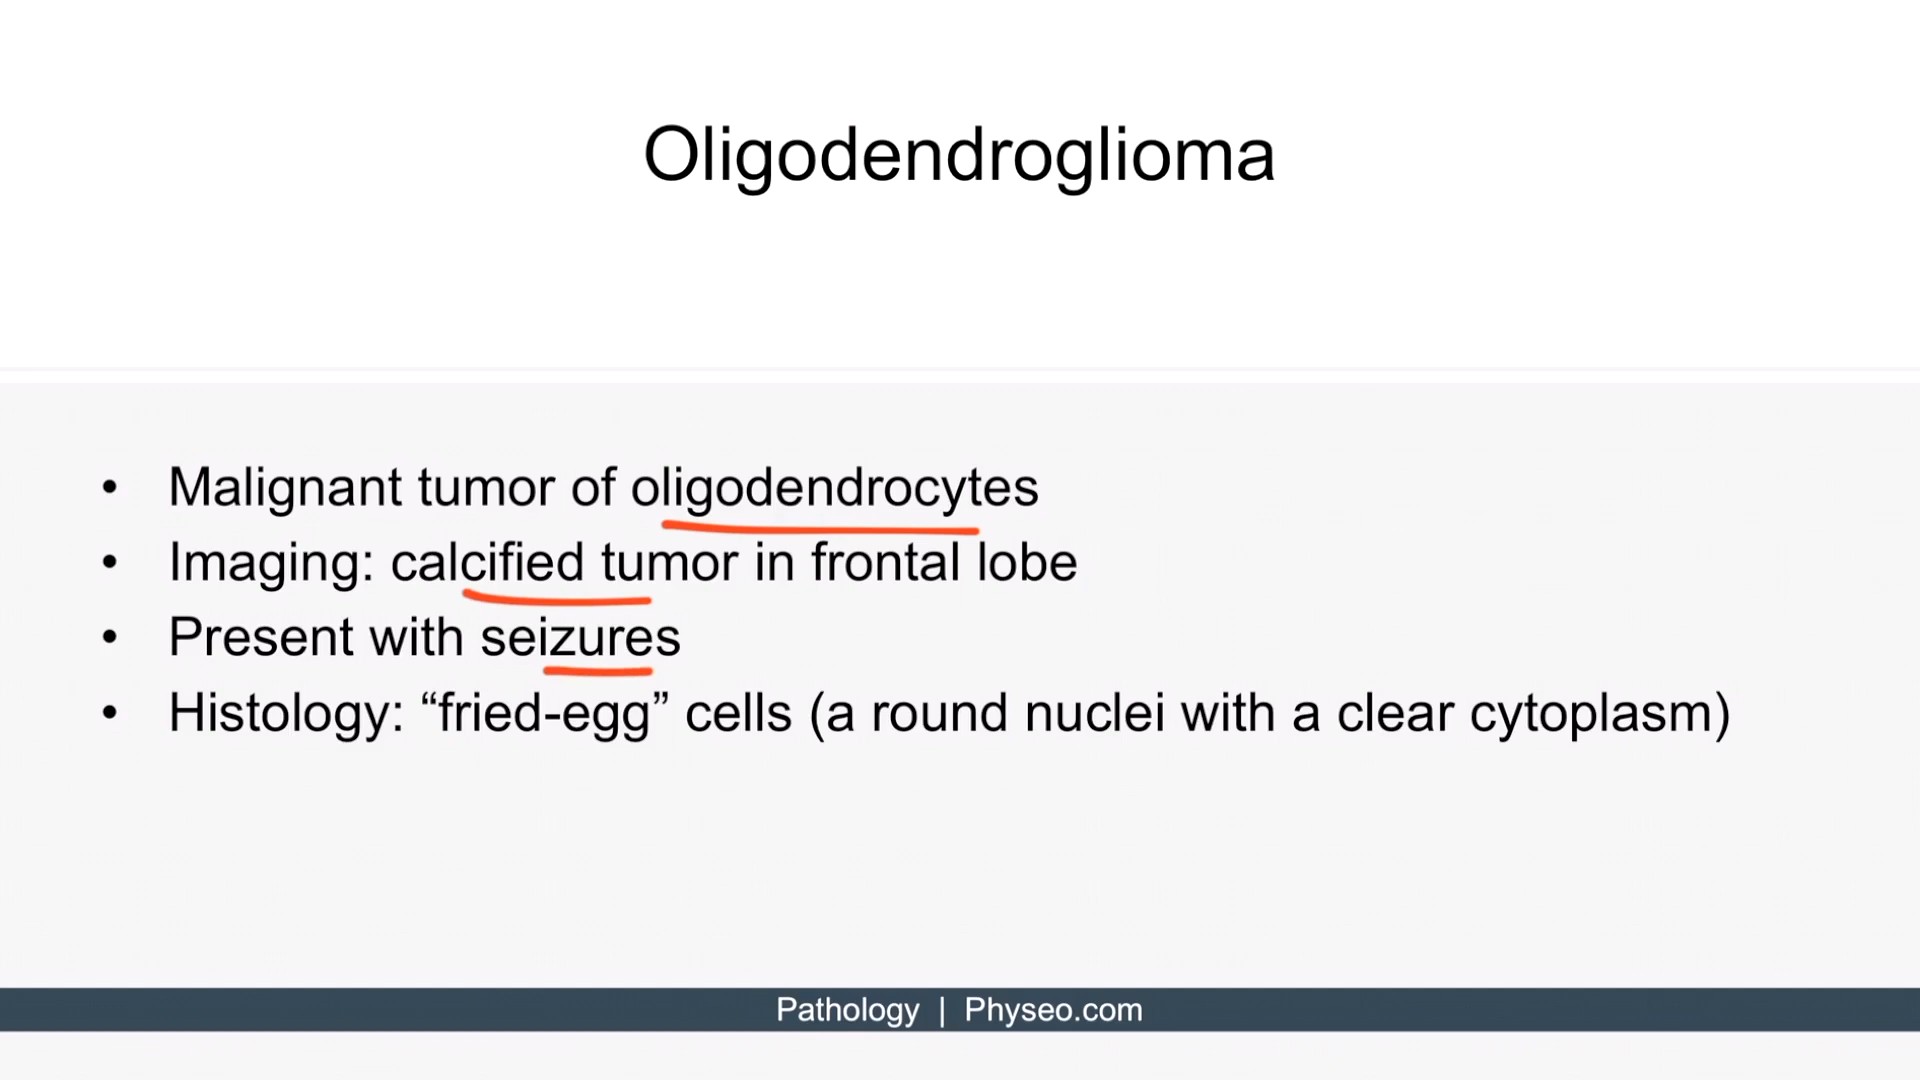 Oligodendroglioma
• Malignant tumor of oligodendrocytes
• Imaging: calcified tumor in frontal lobe
• Present with seizures
• Histology: “fried-egg” cells (a round nuclei with a clear cytoplasm)
Pathology | Physeo.com